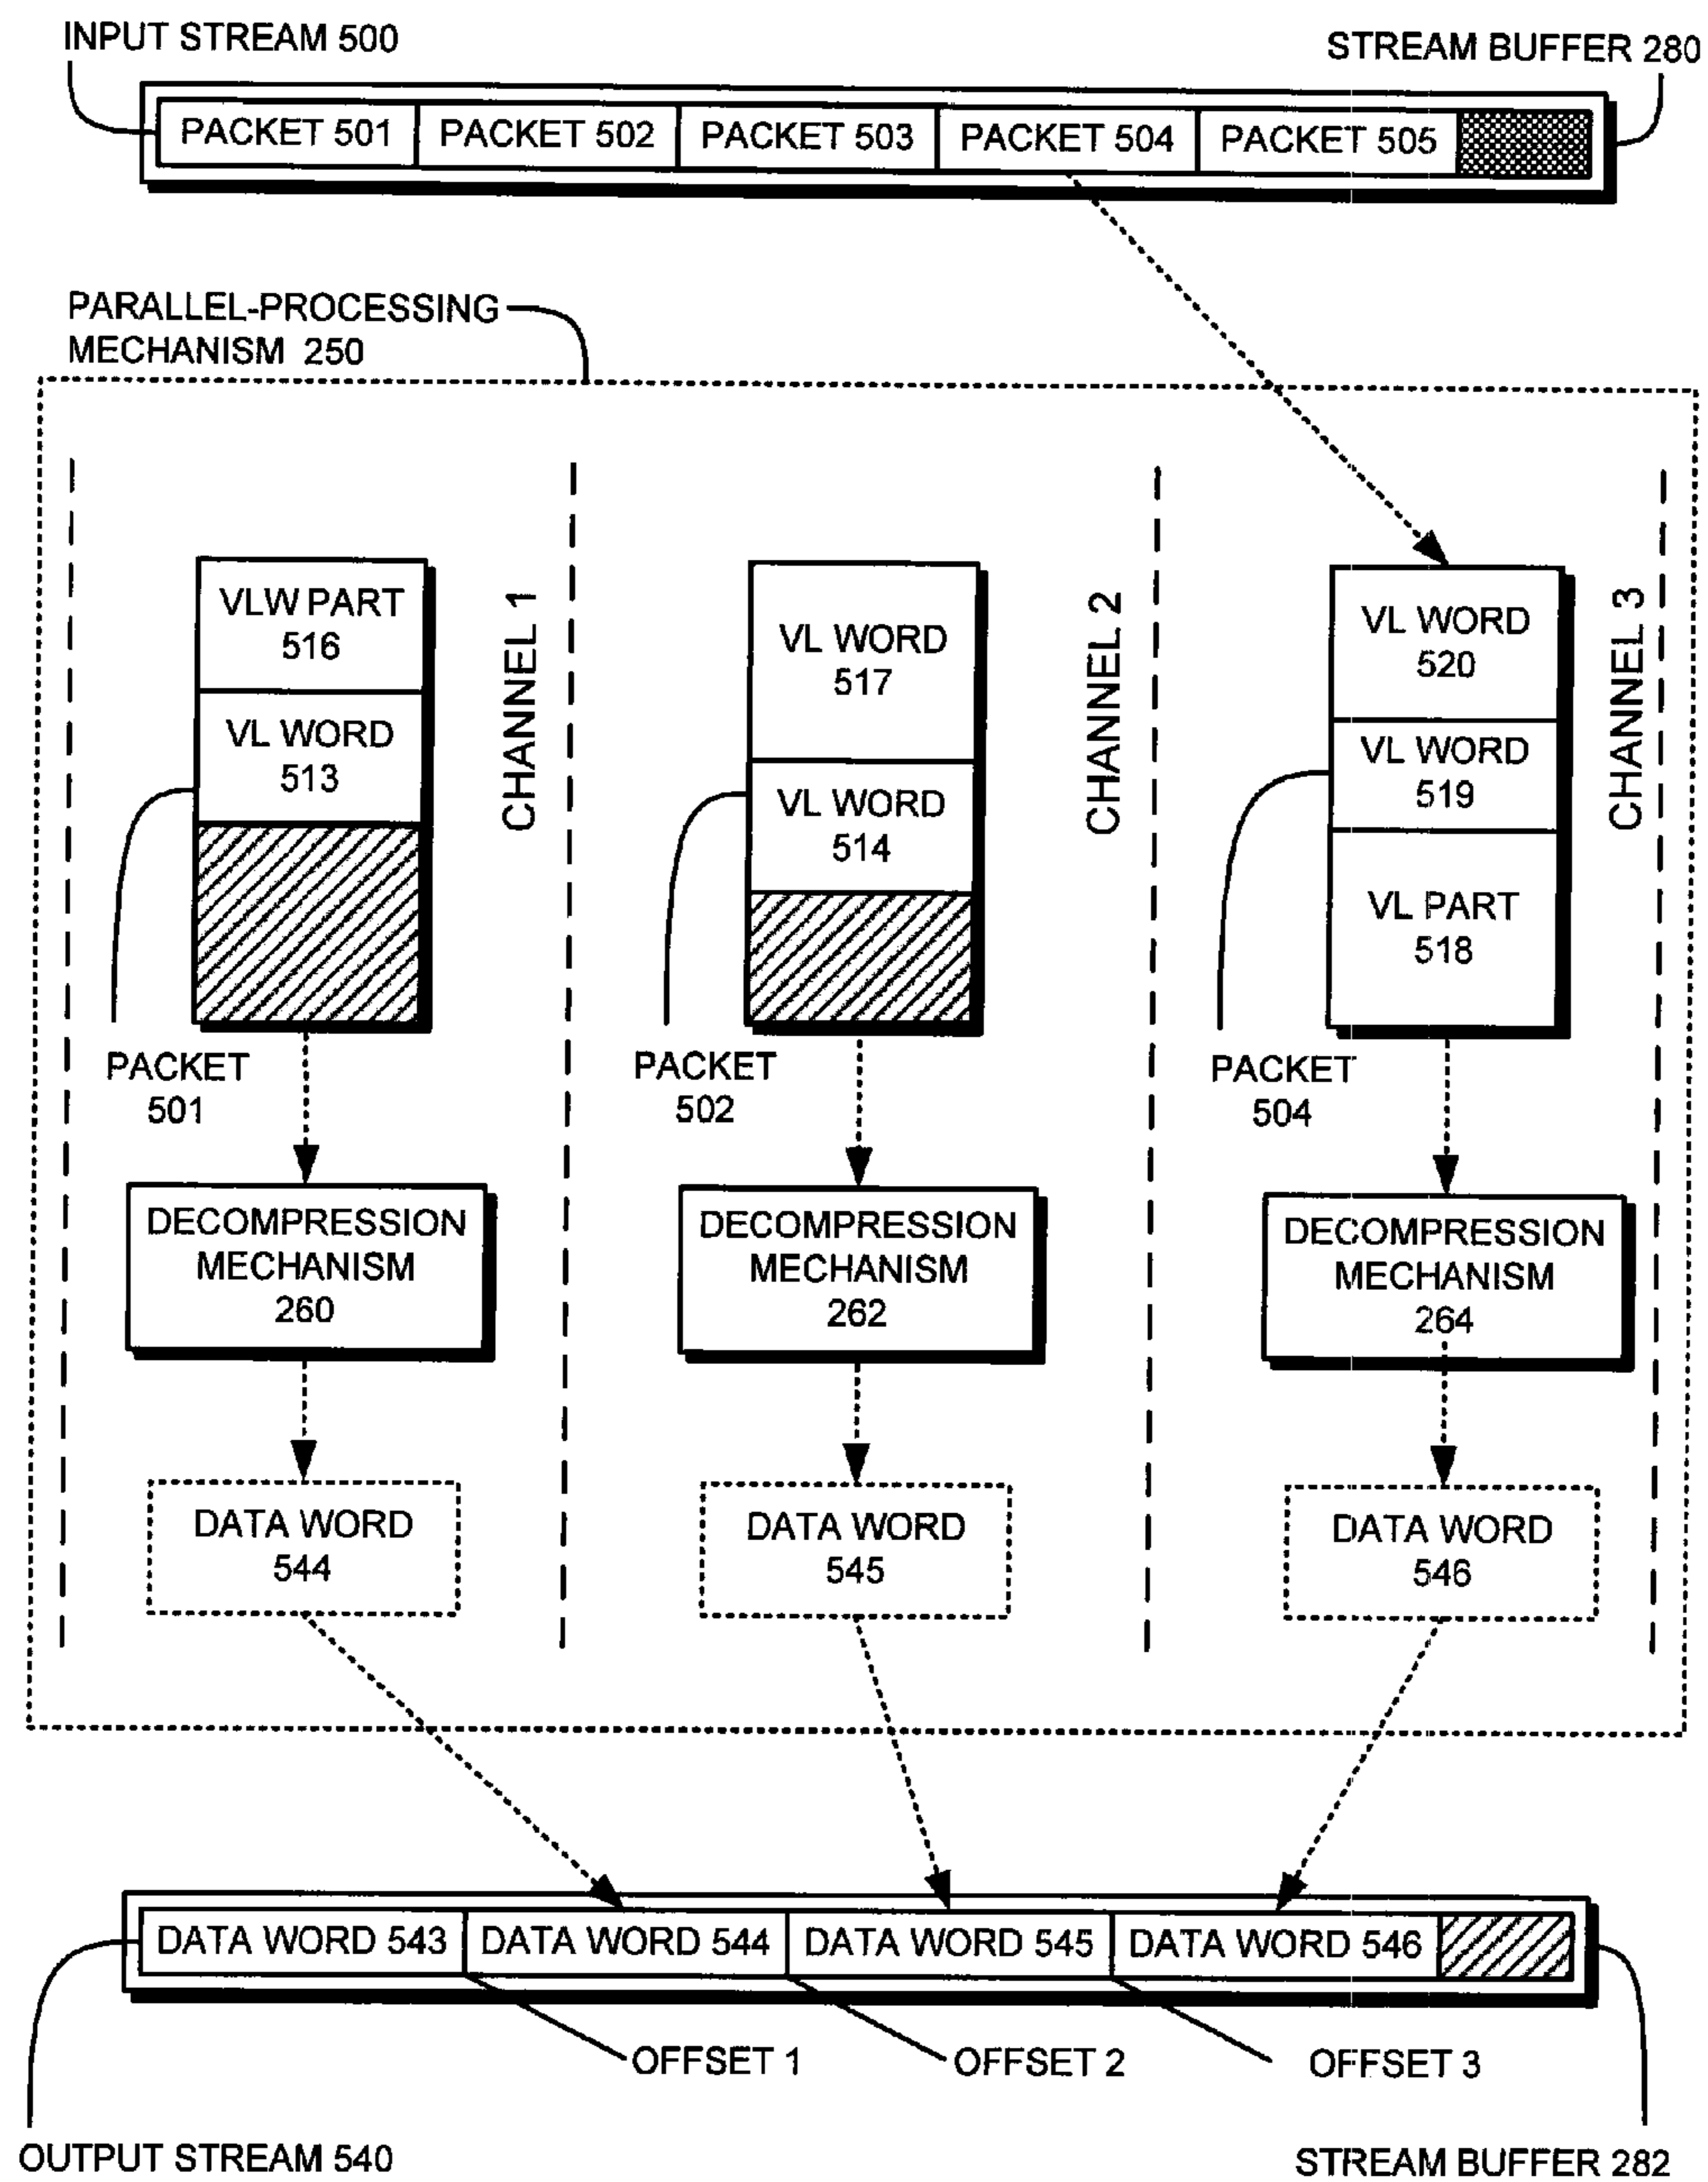 INPUT STREAM 500
STREAM BUFFER 280
PACKET 501
PACKET 502
PACKET 503
PACKET 504
PACKET 505
PARALLEL-PROCESSING
MECHANISM 250
VLW PART
516
VL WORD
513
CHANNEL 1
PACKET
501
DECOMPRESSION
MECHANISM
260
DATA WORD
544
VL WORD
517
VL WORD
514
CHANNEL 2
PACKET
502
DECOMPRESSION
MECHANISM
262
DATA WORD
545
VL WORD
520
VL WORD
519
VL PART
518
CHANNEL 3
PACKET
504
DECOMPRESSION
MECHANISM
264
DATA WORD
546
DATA WORD 543
DATA WORD 544
DATA WORD 545
DATA WORD 546
OFFSET 1
OFFSET 2
OFFSET 3
OUTPUT STREAM 540
STREAM BUFFER 282